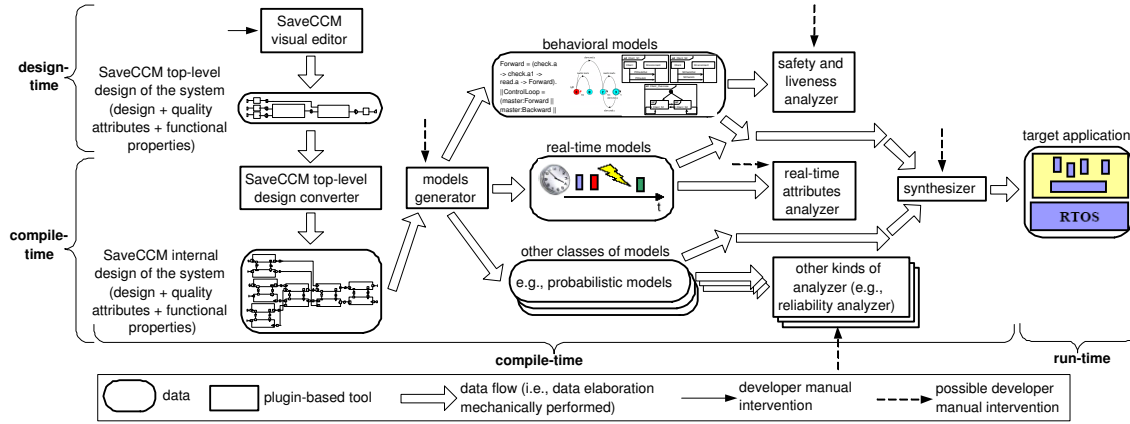 SaveCCM
visual editor
design-
time
SaveCCM top-level
design of the system
(design + quality
attributes + functional
properties)
SaveCCM top-level
design converter
compile-
time
SaveCCM internal
design of the system
(design + quality
attributes + functional
properties)
models
generator
behavioral models
Forward = (check.a
-> check.a1 ->
read.a -> Forward).
||ControlLoop =
(master:Forward ||
master:Backward ||
safety and
liveness
analyzer
real-time models
t
real-time
attributes
analyzer
other classes of models
e.g., probabilistic models
other kinds of
analyzer (e.g.,
reliability analyzer)
synthesizer
target application
RTOS
compile-time
run-time
data
plugin-based tool
data flow (i.e., data elaboration
mechanically performed)
developer manual
intervention
possible developer
manual intervention